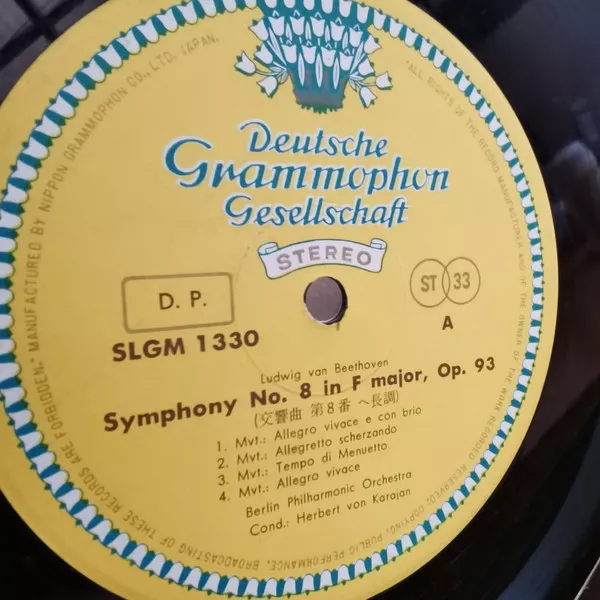 Deutsche
Grammophon
Gesellschaft
STEREO
D. P.
ST 33
SLGM 1330
A
Ludwig van Beethoven
Symphony No. 8 in F major, Op. 93
(交響曲 第8番 ヘ長調)
1. Mvt.: Allegro vivace e con brio
2. Mvt.: Allegretto scherzando
3. Mvt.: Tempo di Menuetto
4. Mvt.: Allegro vivace
Berlin Philharmonic Orchestra
Cond.: Herbert von Karajan
"ALL RIGHTS OF THE RECORD MANUFACTURER AND OF THE OWNER OF THE WORK RECORDED RESERVED. COPYING, PUBLIC PERFORMANCE, BROADCASTING OF THESE RECORDS ARE FORBIDDEN." MANUFACTURED BY NIPPON GRAMMOPHON CO., LTD. JAPAN.